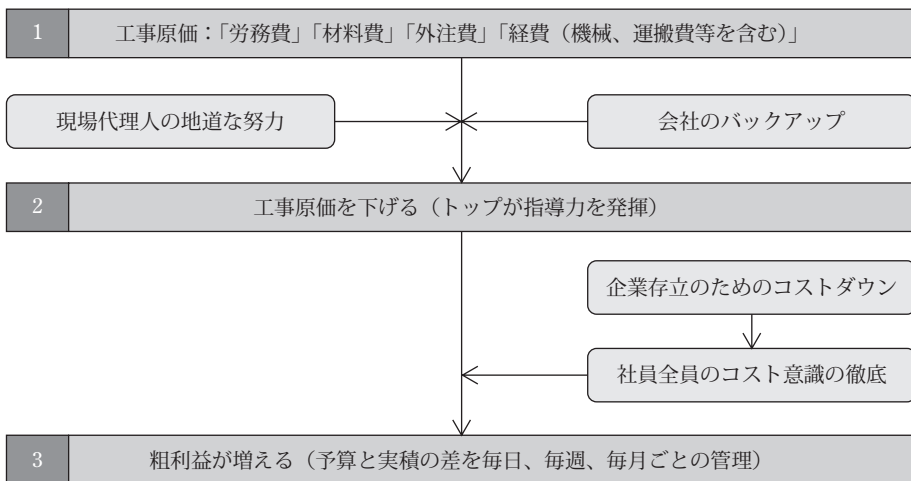 1 工事原価：「労務費」「材料費」「外注費」「経費（機械、運搬費等を含む）」
現場代理人の地道な努力
会社のバックアップ
2 工事原価を下げる（トップが指導力を発揮）
企業存立のためのコストダウン
社員全員のコスト意識の徹底
3 粗利益が増える（予算と実積の差を毎日、毎週、毎月ごとの管理）